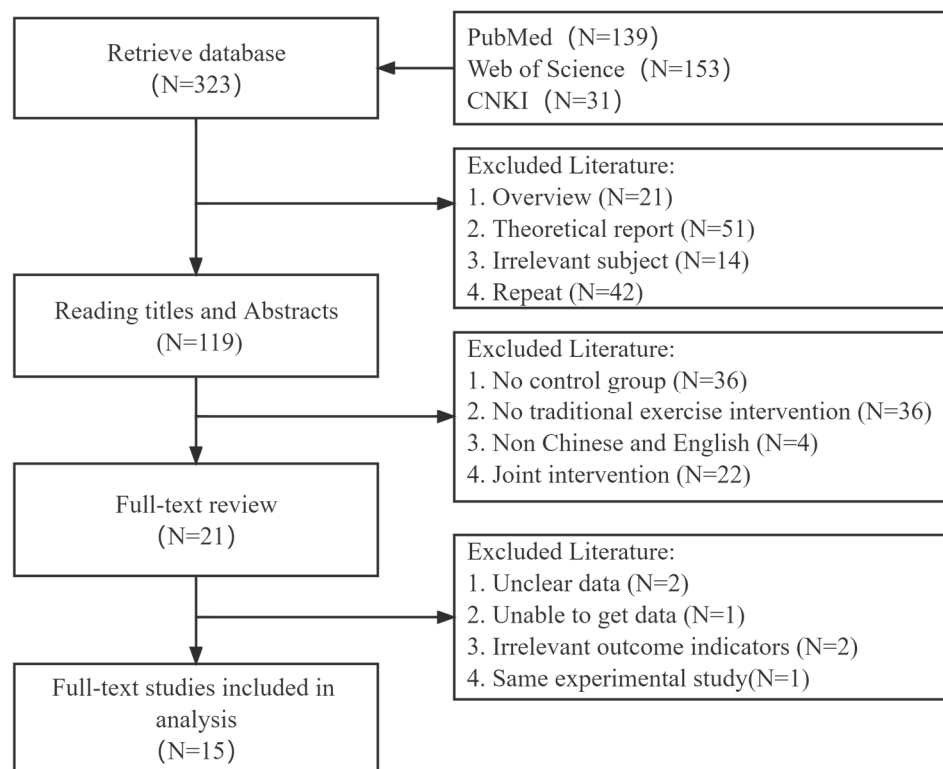 Retrieve database
(N=323)
PubMed (N=139)
Web of Science (N=153)
CNKI (N=31)
Excluded Literature:
1. Overview (N=21)
2. Theoretical report (N=51)
3. Irrelevant subject (N=14)
4. Repeat (N=42)
Reading titles and Abstracts
(N=119)
Excluded Literature:
1. No control group (N=36)
2. No traditional exercise intervention (N=36)
3. Non Chinese and English (N=4)
4. Joint intervention (N=22)
Full-text review
(N=21)
Excluded Literature:
1. Unclear data (N=2)
2. Unable to get data (N=1)
3. Irrelevant outcome indicators (N=2)
4. Same experimental study(N=1)
Full-text studies included in
analysis
(N=15)